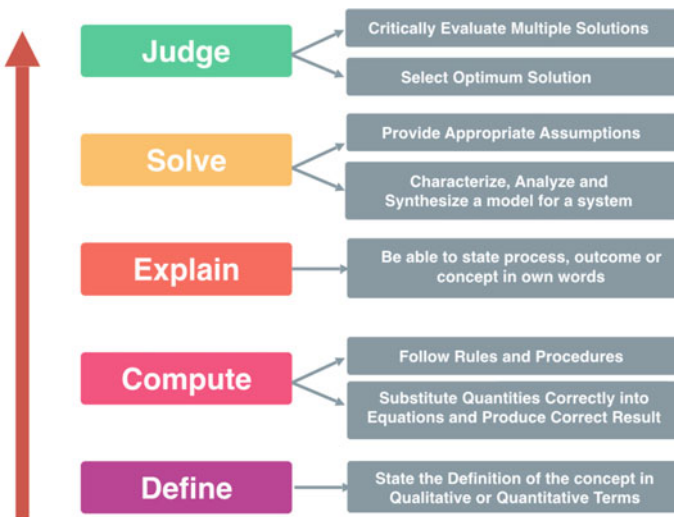 Judge
Critically Evaluate Multiple Solutions
Select Optimum Solution
Solve
Provide Appropriate Assumptions
Characterize, Analyze and
Synthesize a model for a system
Explain
Be able to state process, outcome or
concept in own words
Compute
Follow Rules and Procedures
Substitute Quantities Correctly into
Equations and Produce Correct Result
Define
State the Definition of the concept in
Qualitative or Quantitative Terms